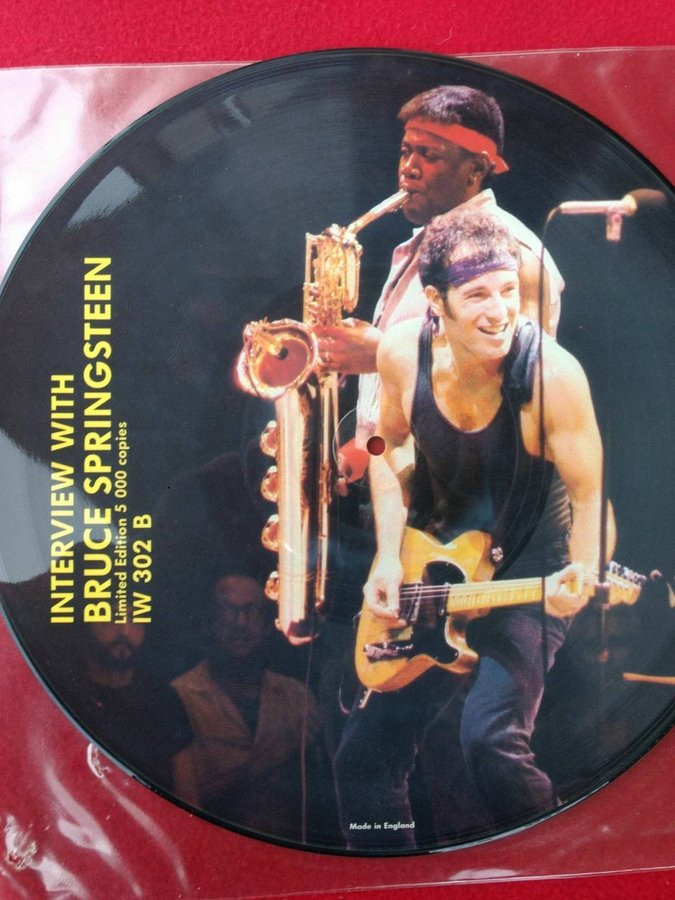 INTERVIEW WITH
BRUCE SPRINGSTEEN
Limited Edition 5 000 copies
IW 302 B
Made in England